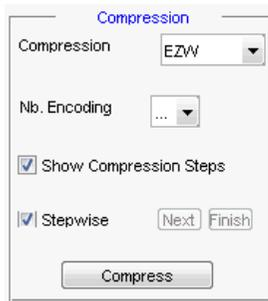 Compression
Compression EZW
Nb. Encoding ...
Show Compression Steps
Stepwise Next Finish
Compress